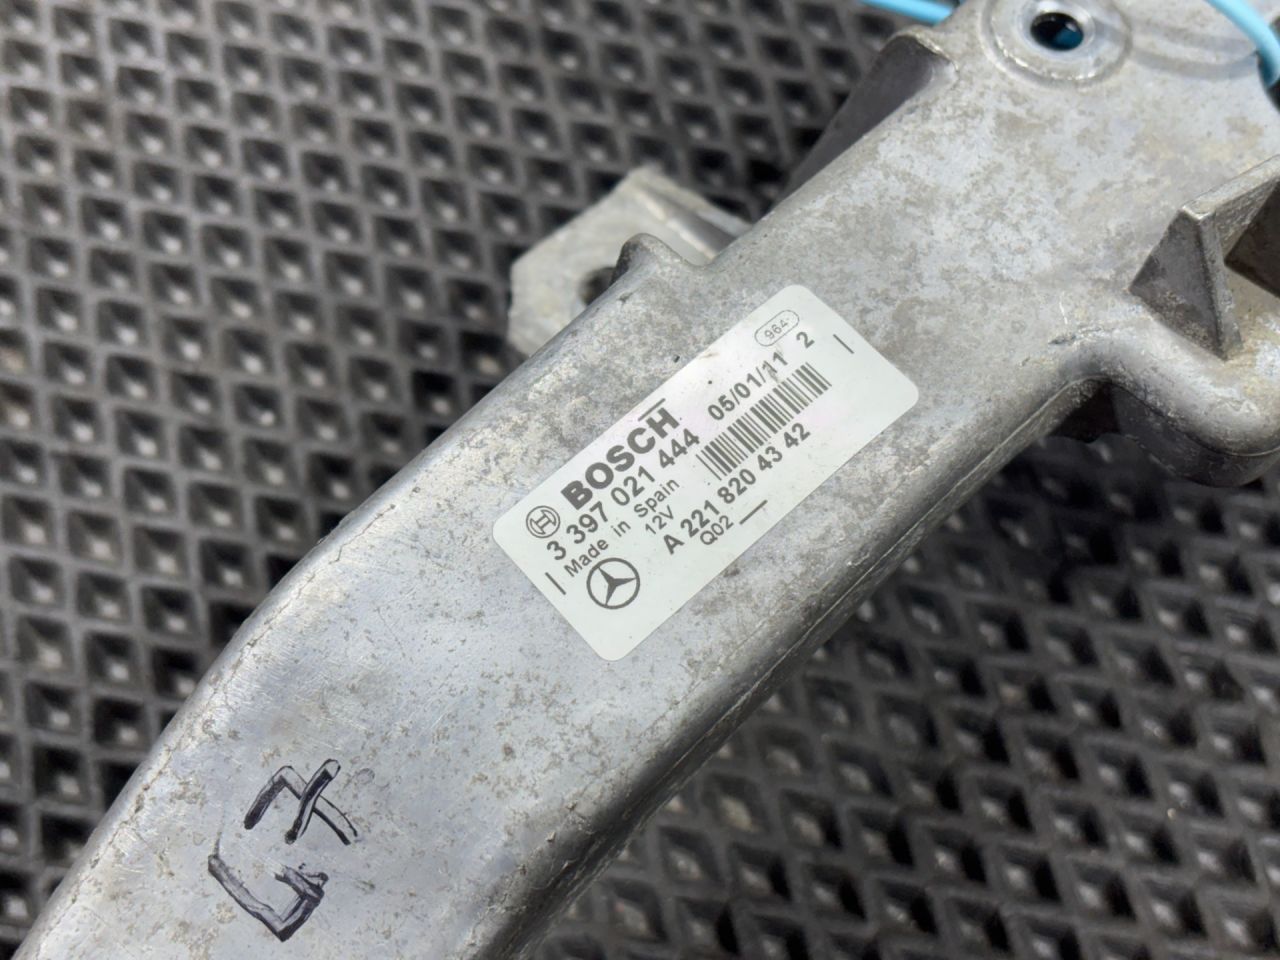 964
BOSCH
3 397 021 444 05/01/11 2
Made in Spain
12V
A 221 820 43 42
Q02